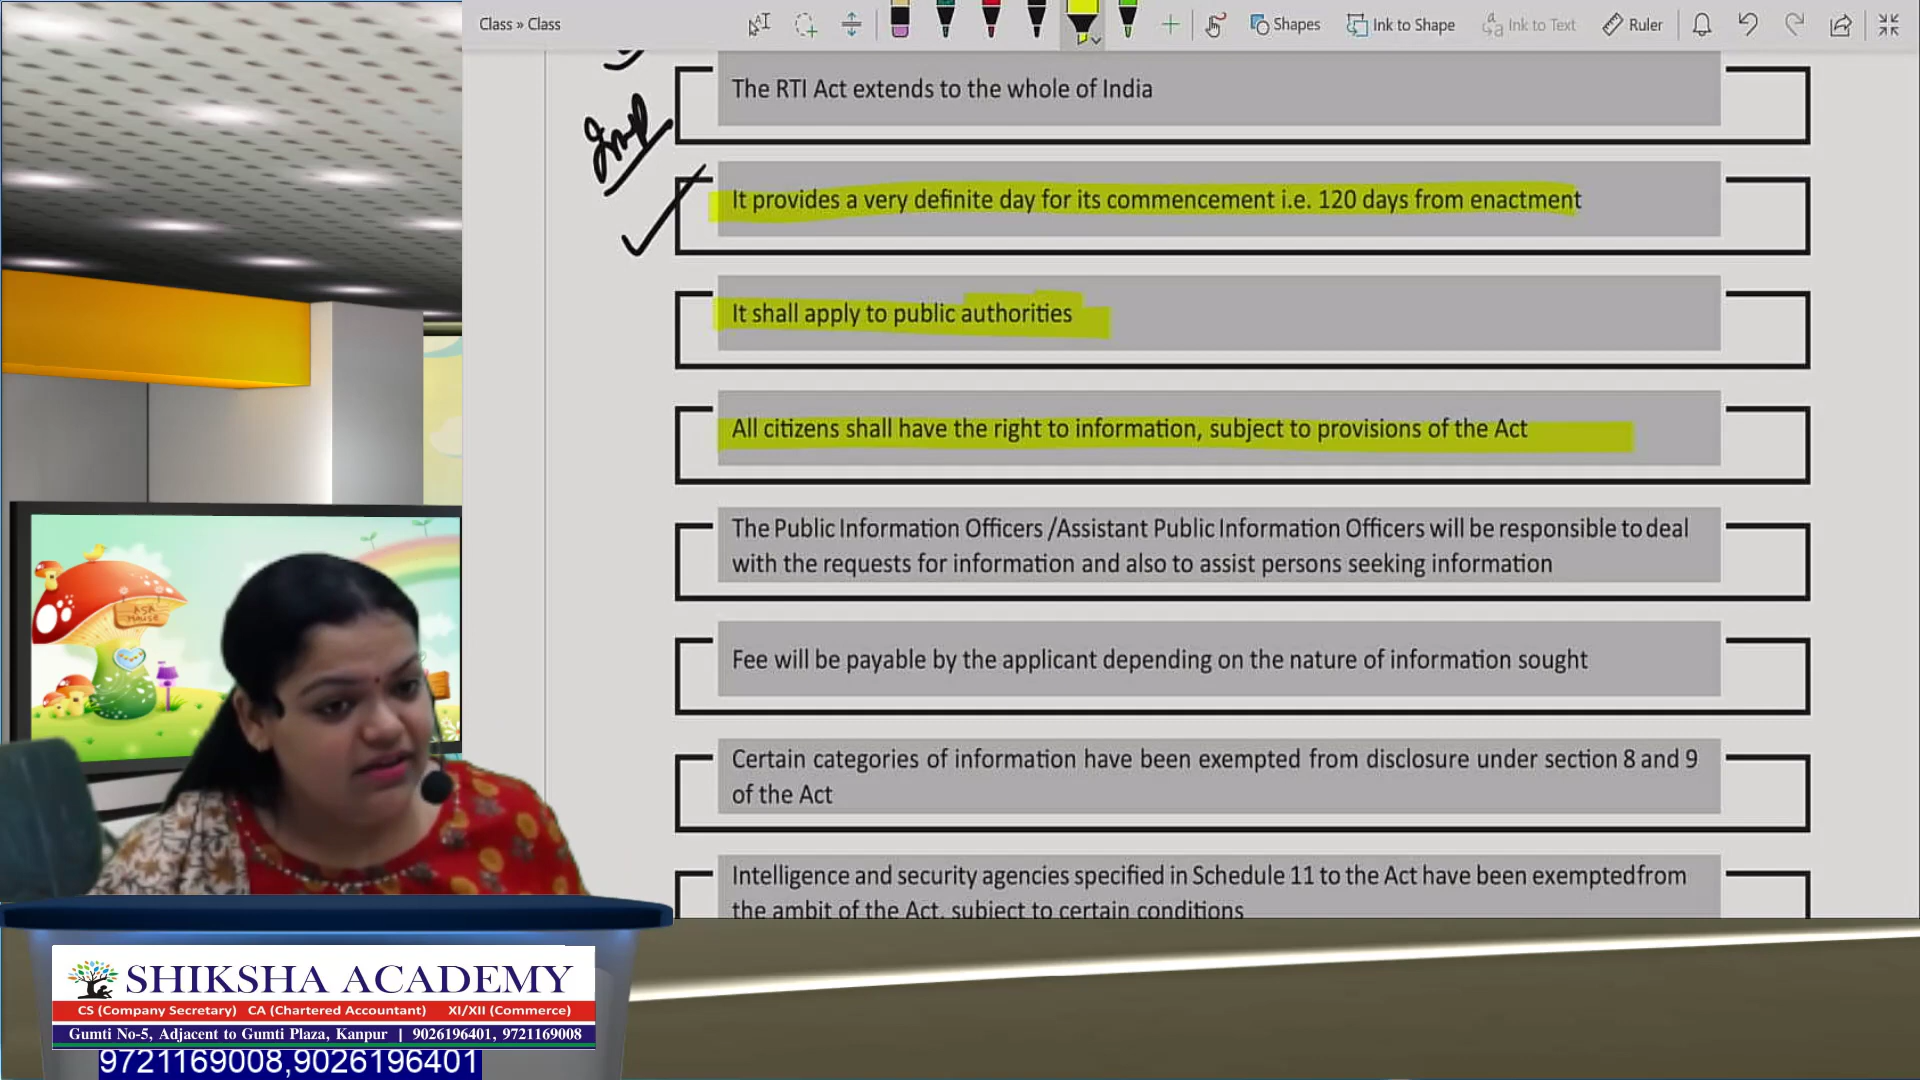 Class » Class
Shapes
Ink to Shape
Ink to Text
Ruler
The RTI Act extends to the whole of India
Imp
It provides a very definite day for its commencement i.e. 120 days from enactment
It shall apply to public authorities
All citizens shall have the right to information, subject to provisions of the Act
The Public Information Officers /Assistant Public Information Officers will be responsible to deal
with the requests for information and also to assist persons seeking information
Fee will be payable by the applicant depending on the nature of information sought
Certain categories of information have been exempted from disclosure under section 8 and 9
of the Act
Intelligence and security agencies specified in Schedule 11 to the Act have been exemptedfrom
the ambit of the Act, subject to certain conditions
SHIKSHA ACADEMY
CS (Company Secretary) CA (Chartered Accountant) XI/XII (Commerce)
Gumti No-5, Adjacent to Gumti Plaza, Kanpur | 9026196401, 9721169008
9721169008,9026196401